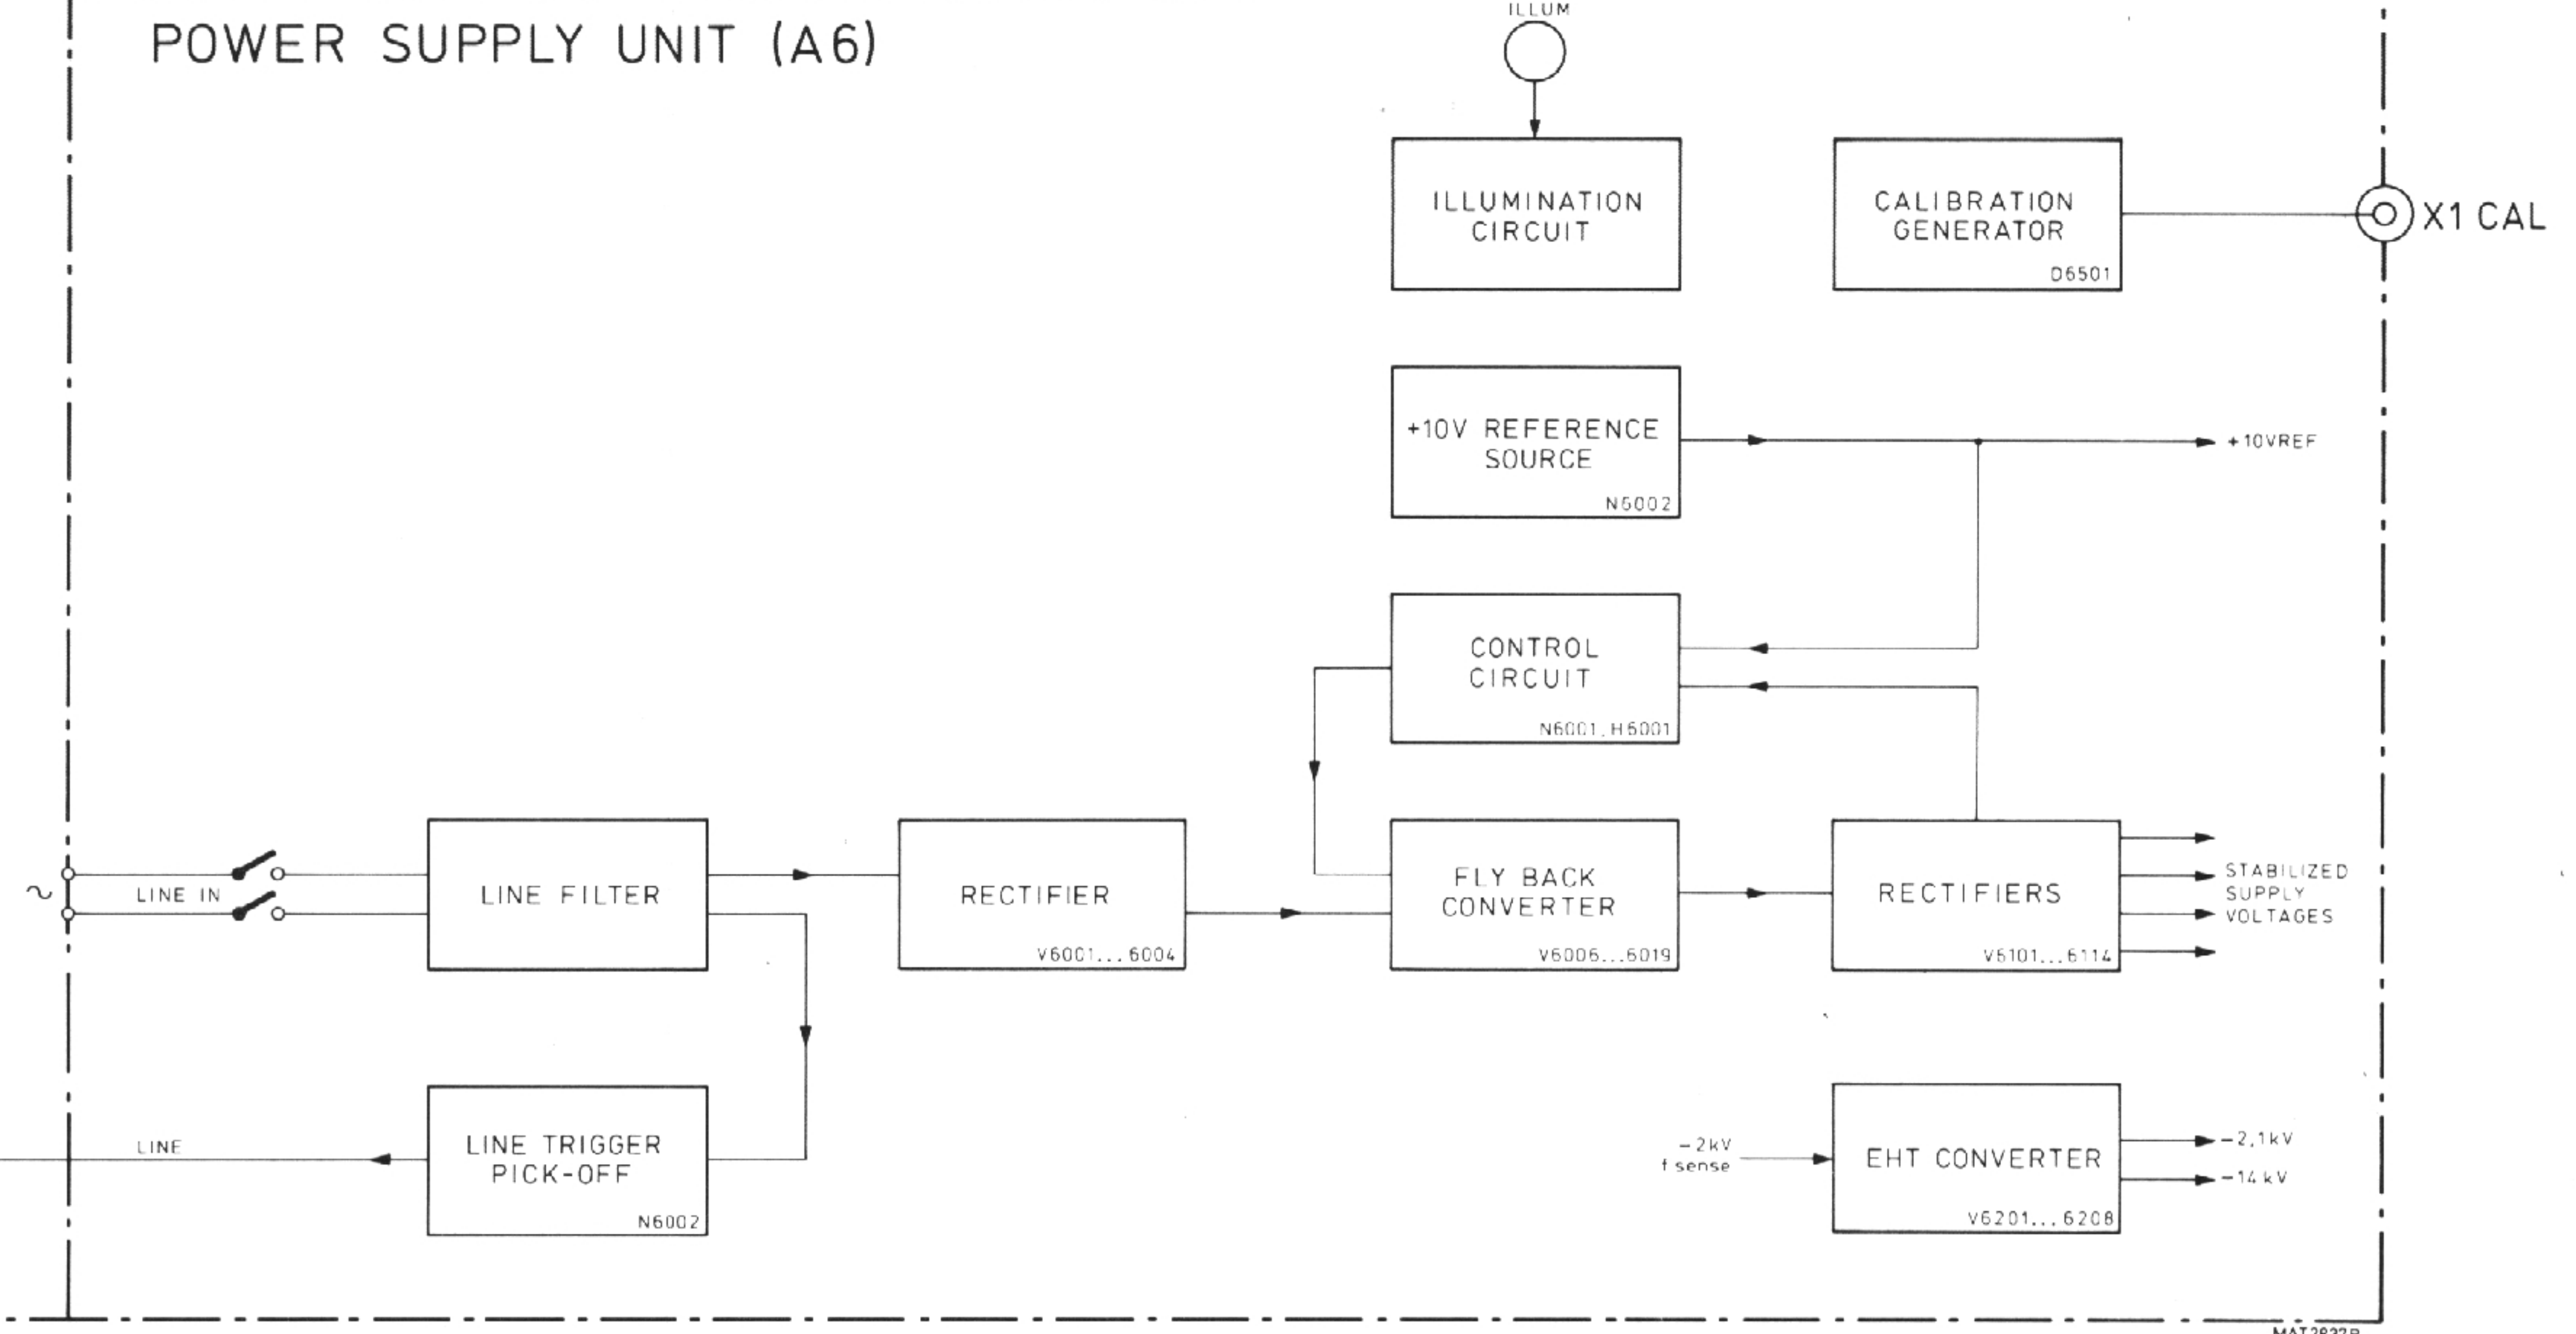 POWER SUPPLY UNIT (A6)
ILLUM
ILLUMINATION
CIRCUIT
CALIBRATION
GENERATOR
D6501
X1 CAL
+10V REFERENCE
SOURCE
N6002
+10VREF
CONTROL
CIRCUIT
N6001, H6001
~
LINE IN
LINE FILTER
RECTIFIER
V6001...6004
FLY BACK
CONVERTER
V6006...6019
RECTIFIERS
V6101...6114
STABILIZED
SUPPLY
VOLTAGES
LINE
LINE TRIGGER
PICK-OFF
N6002
-2kV
f sense
EHT CONVERTER
V6201...6208
-2,1kV
-14kV